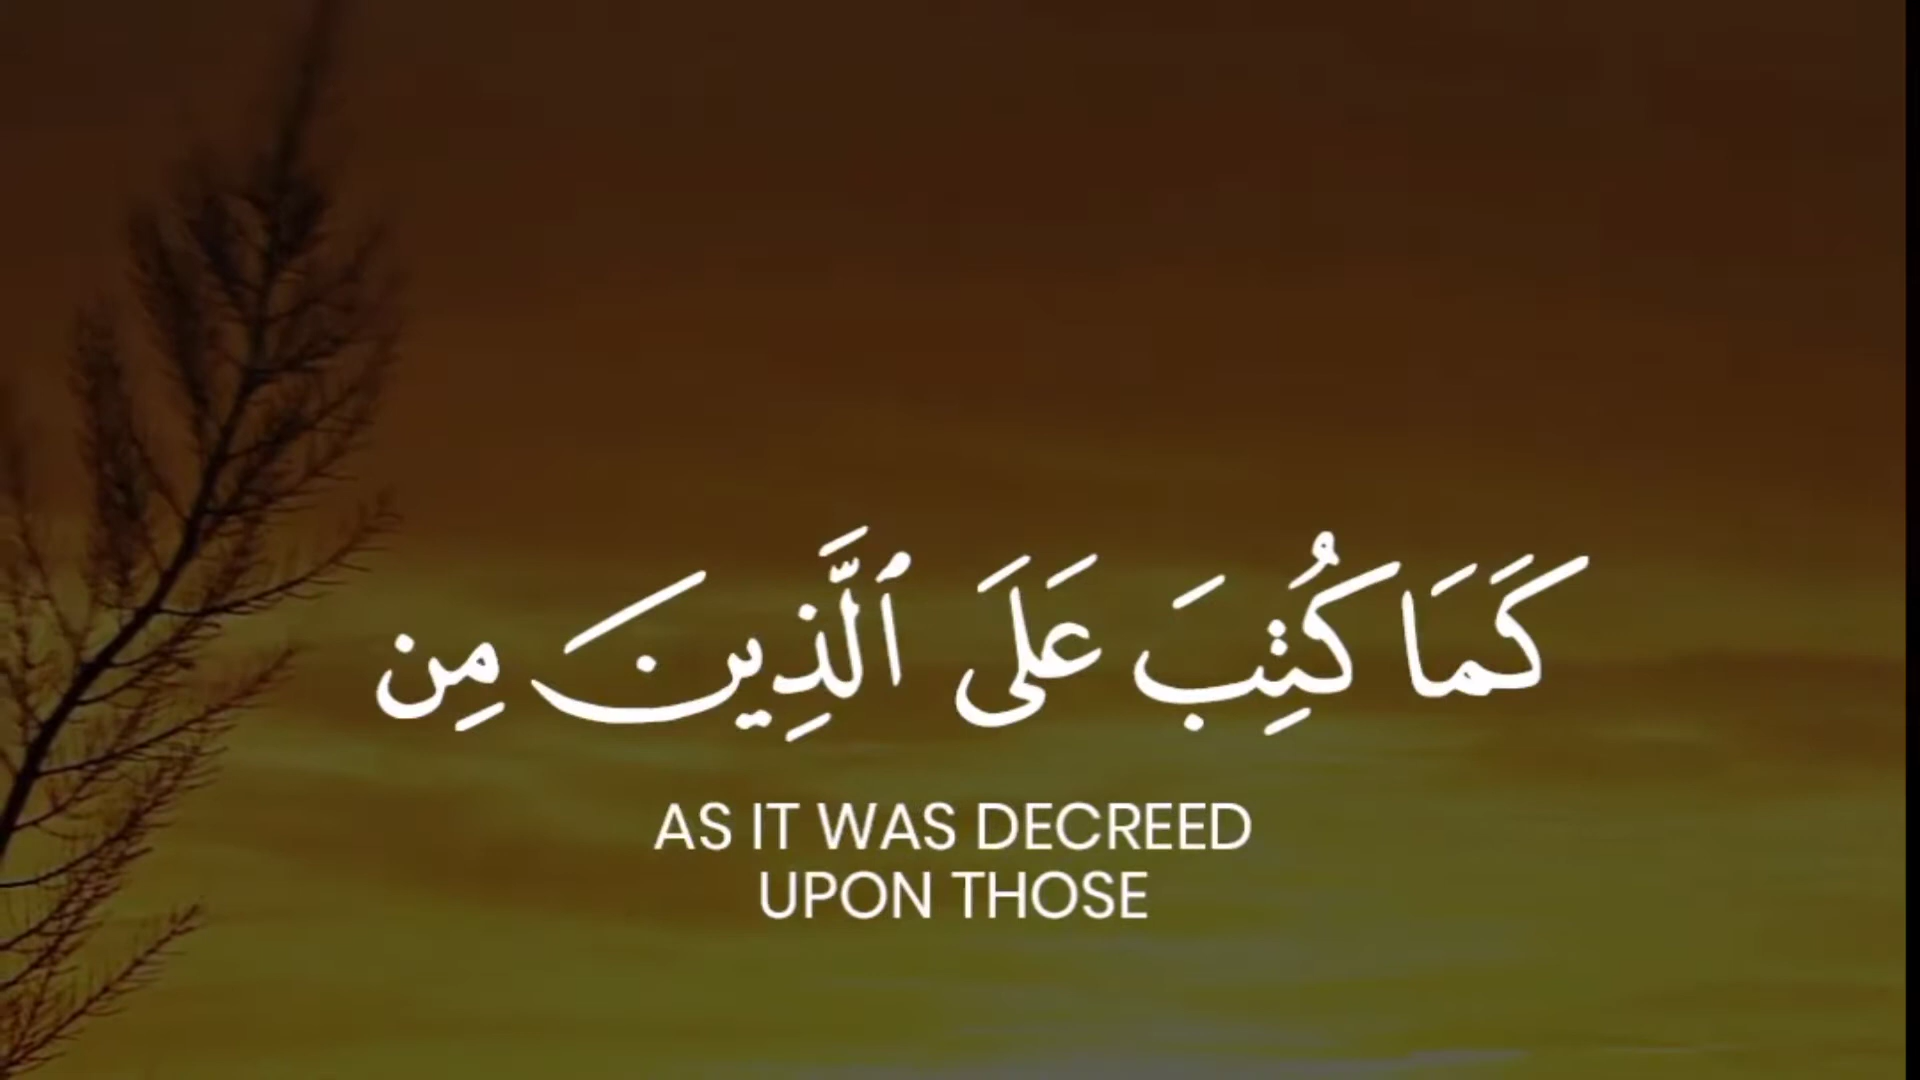 كَمَا كُتِبَ عَلَى ٱلَّذِينَ مِن
AS IT WAS DECREED
UPON THOSE